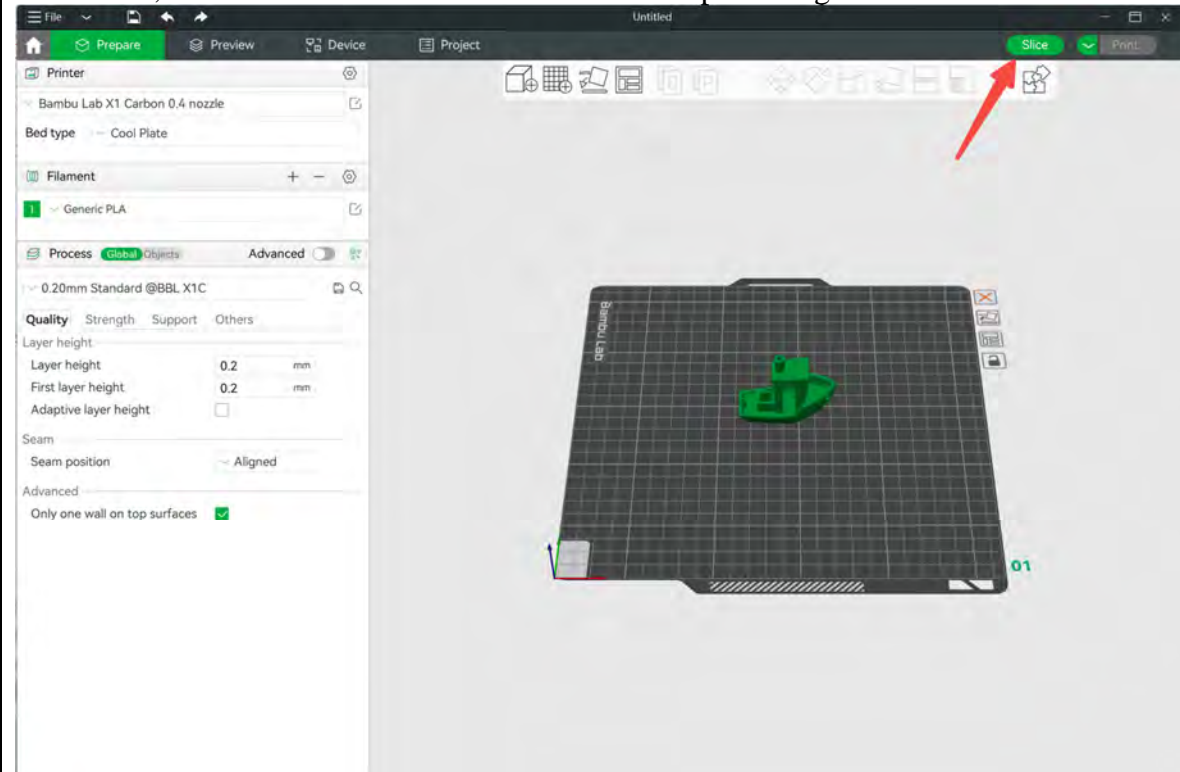 File Untitled
Prepare Preview Device Project Slice Print
Printer
Bambu Lab X1 Carbon 0.4 nozzle
Bed type Cool Plate
Filament
1 Generic PLA
Process Global Objects Advanced
0.20mm Standard @BBL X1C
Quality Strength Support Others
Layer height
Layer height 0.2 mm
First layer height 0.2 mm
Adaptive layer height
Seam
Seam position Aligned
Advanced
Only one wall on top surfaces
Bambu Lab
01